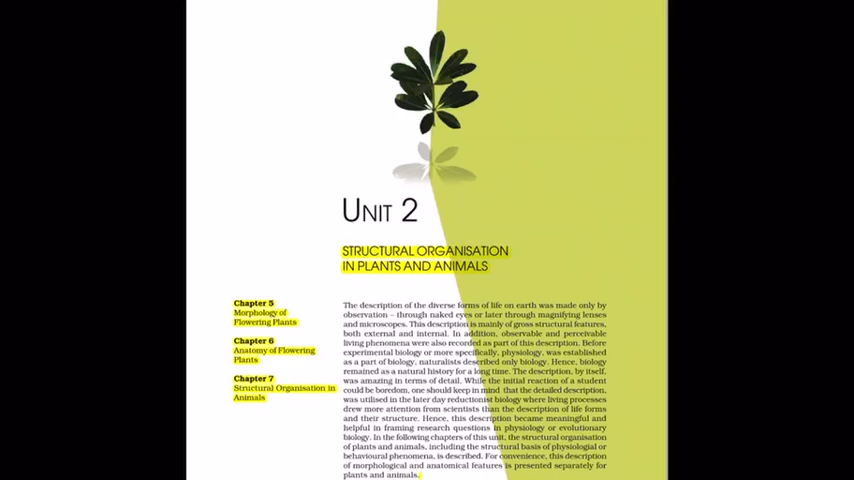 UNIT 2
STRUCTURAL ORGANISATION
IN PLANTS AND ANIMALS
Chapter 5
Morphology of
Flowering Plants
Chapter 6
Anatomy of Flowering
Plants
Chapter 7
Structural Organisation in
Animals
The description of the diverse forms of life on earth was made only by
observation – through naked eyes or later through magnifying lenses
and microscopes. This description is mainly of gross structural features,
both external and internal. In addition, observable and perceivable
living phenomena were also recorded as part of this description. Before
experimental biology or more specifically, physiology, was established
as a part of biology, naturalists described only biology. Hence, biology
remained as a natural history for a long time. The description, by itself,
was amazing in terms of detail. While the initial reaction of a student
could be boredom, one should keep in mind that the detailed description,
was utilised in the later day reductionist biology where living processes
drew more attention from scientists than the description of life forms
and their structure. Hence, this description became meaningful and
helpful in framing research questions in physiology or evolutionary
biology. In the following chapters of this unit, the structural organisation
of plants and animals, including the structural basis of physiologial or
behavioural phenomena, is described. For convenience, this description
of morphological and anatomical features is presented separately for
plants and animals.